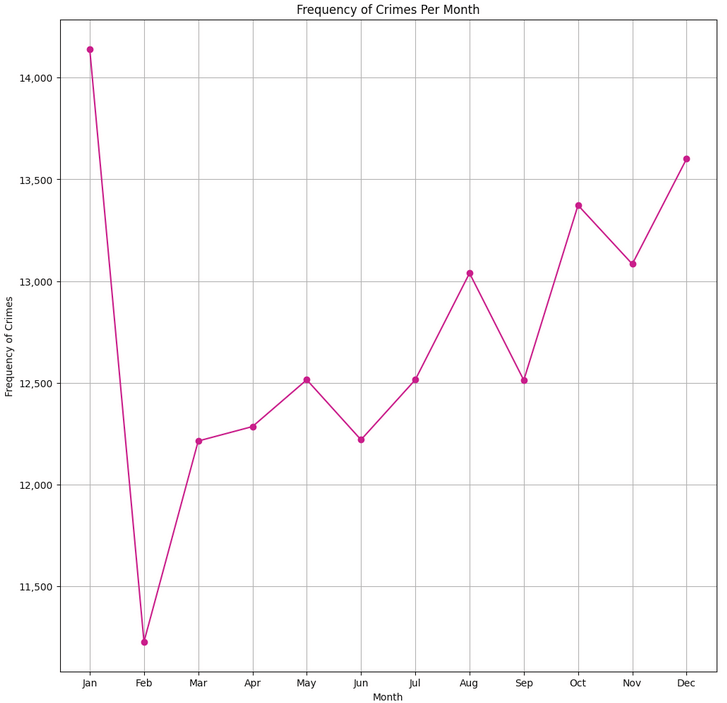 Frequency of Crimes Per Month
Frequency of Crimes
14,000
13,500
13,000
12,500
12,000
11,500
Jan Feb Mar Apr May Jun Jul Aug Sep Oct Nov Dec
Month